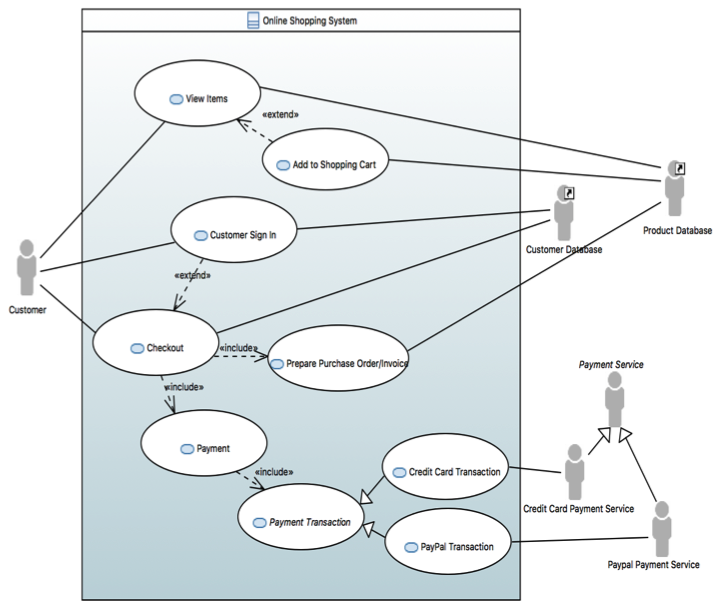 Online Shopping System
View Items
«extend»
Add to Shopping Cart
Product Database
Customer Sign In
Customer Database
«extend»
Customer
Checkout
«include»
Prepare Purchase Order/Invoice
Payment Service
«include»
Payment
«include»
Credit Card Transaction
Credit Card Payment Service
Payment Transaction
PayPal Transaction
Paypal Payment Service